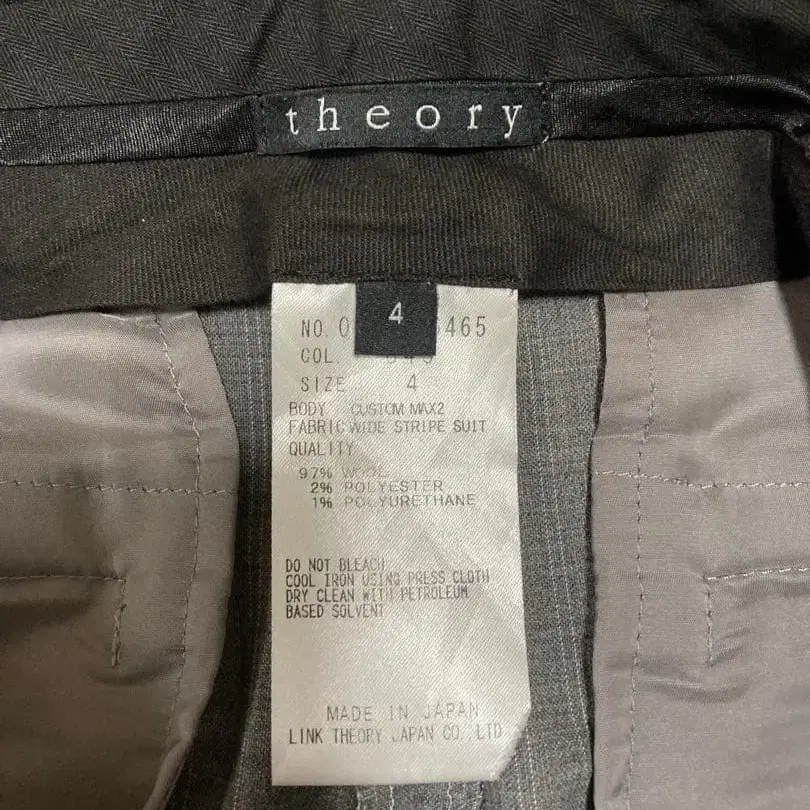 theory
4
NO. 0 465
COL.
SIZE 4
BODY CUSTOM MAX2
FABRIC WIDE STRIPE SUIT
QUALITY
97% WOOL
2% POLYESTER
1% POLYURETHANE
DO NOT BLEACH
COOL IRON USING PRESS CLOTH
DRY CLEAN WITH PETROLEUM
BASED SOLVENT
MADE IN JAPAN
LINK THEORY JAPAN CO., LTD